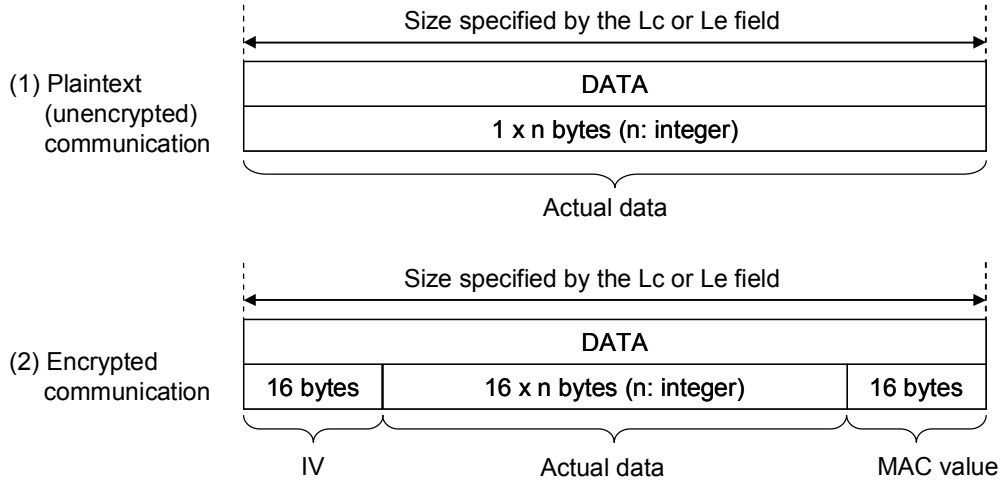 Size specified by the Lc or Le field
(1) Plaintext
(unencrypted)
communication
DATA
1 x n bytes (n: integer)
Actual data
Size specified by the Lc or Le field
(2) Encrypted
communication
DATA
16 bytes
16 x n bytes (n: integer)
16 bytes
IV
Actual data
MAC value